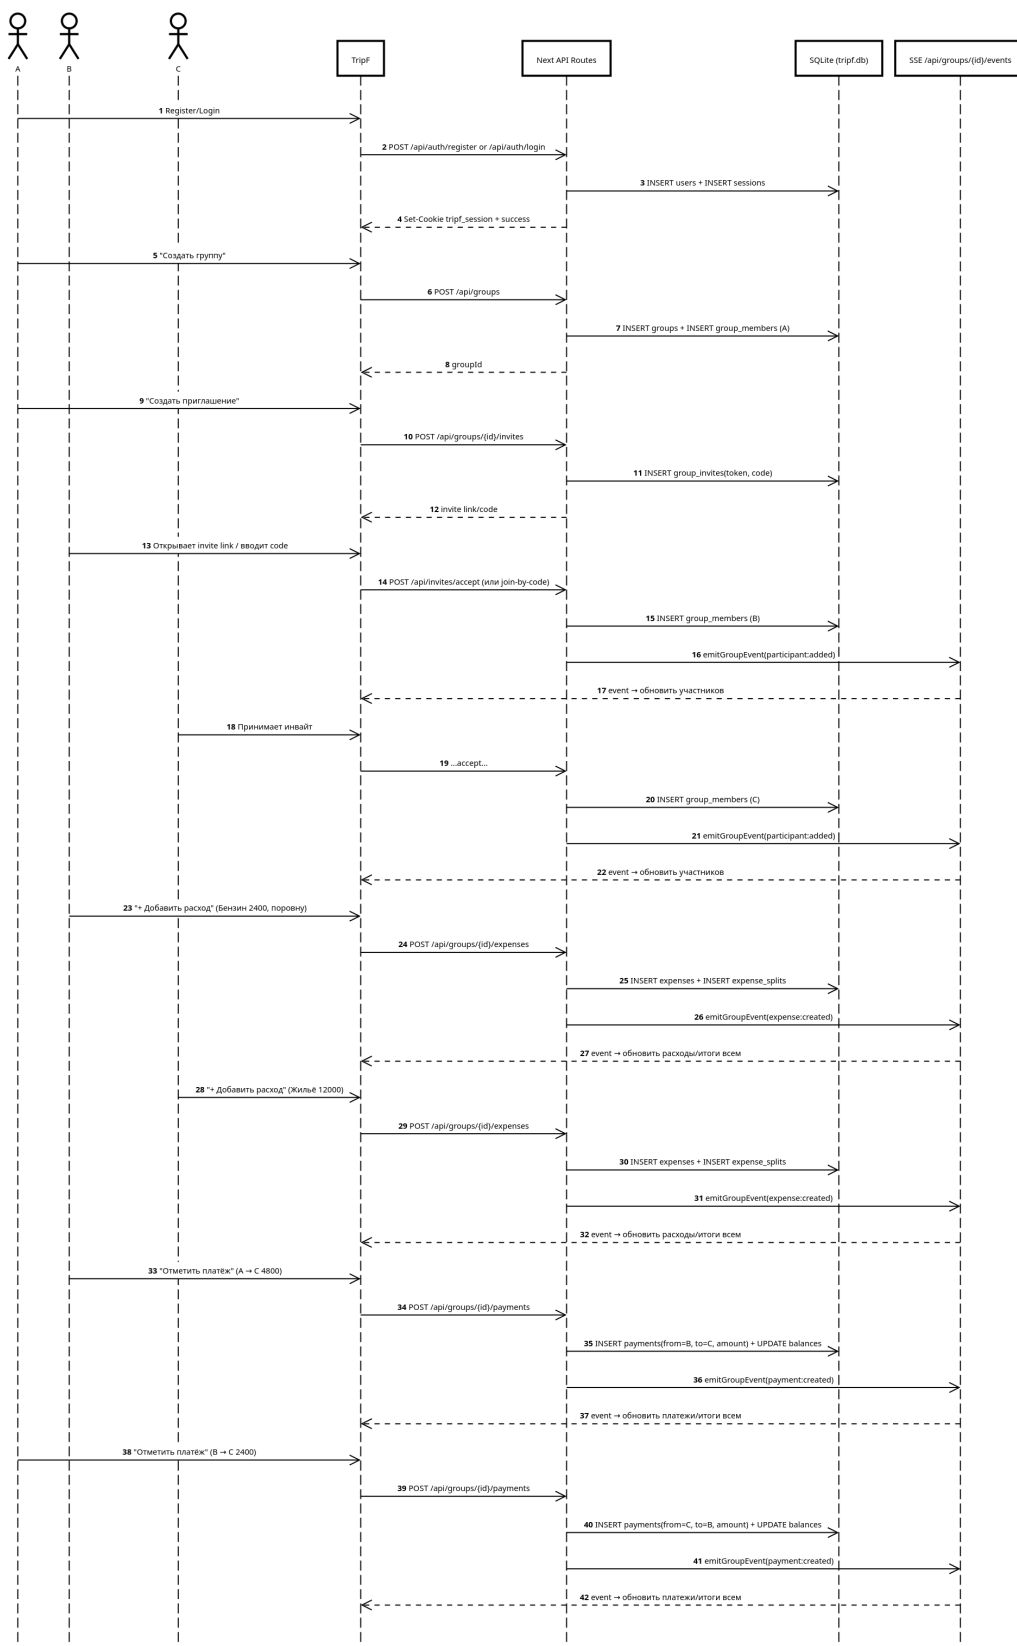 A
B
C
TripF
Next API Routes
SQLite (tripf.db)
SSE /api/groups/{id}/events
1 Register/Login
2 POST /api/auth/register or /api/auth/login
3 INSERT users + INSERT sessions
4 Set-Cookie tripf_session + success
5 "Создать группу"
6 POST /api/groups
7 INSERT groups + INSERT group_members (A)
8 groupId
9 "Создать приглашение"
10 POST /api/groups/{id}/invites
11 INSERT group_invites(token, code)
12 invite link/code
13 Открывает invite link / вводит code
14 POST /api/invites/accept (или join-by-code)
15 INSERT group_members (B)
16 emitGroupEvent(participant:added)
17 event → обновить участников
18 Принимает инвайт
19 ...accept...
20 INSERT group_members (C)
21 emitGroupEvent(participant:added)
22 event → обновить участников
23 "+ Добавить расход" (Бензин 2400, поровну)
24 POST /api/groups/{id}/expenses
25 INSERT expenses + INSERT expense_splits
26 emitGroupEvent(expense:created)
27 event → обновить расходы/итоги всем
28 "+ Добавить расход" (Жильё 12000)
29 POST /api/groups/{id}/expenses
30 INSERT expenses + INSERT expense_splits
31 emitGroupEvent(expense:created)
32 event → обновить расходы/итоги всем
33 "Отметить платёж" (A → C 4800)
34 POST /api/groups/{id}/payments
35 INSERT payments(from=B, to=C, amount) + UPDATE balances
36 emitGroupEvent(payment:created)
37 event → обновить платежи/итоги всем
38 "Отметить платёж" (B → C 2400)
39 POST /api/groups/{id}/payments
40 INSERT payments(from=C, to=B, amount) + UPDATE balances
41 emitGroupEvent(payment:created)
42 event → обновить платежи/итоги всем